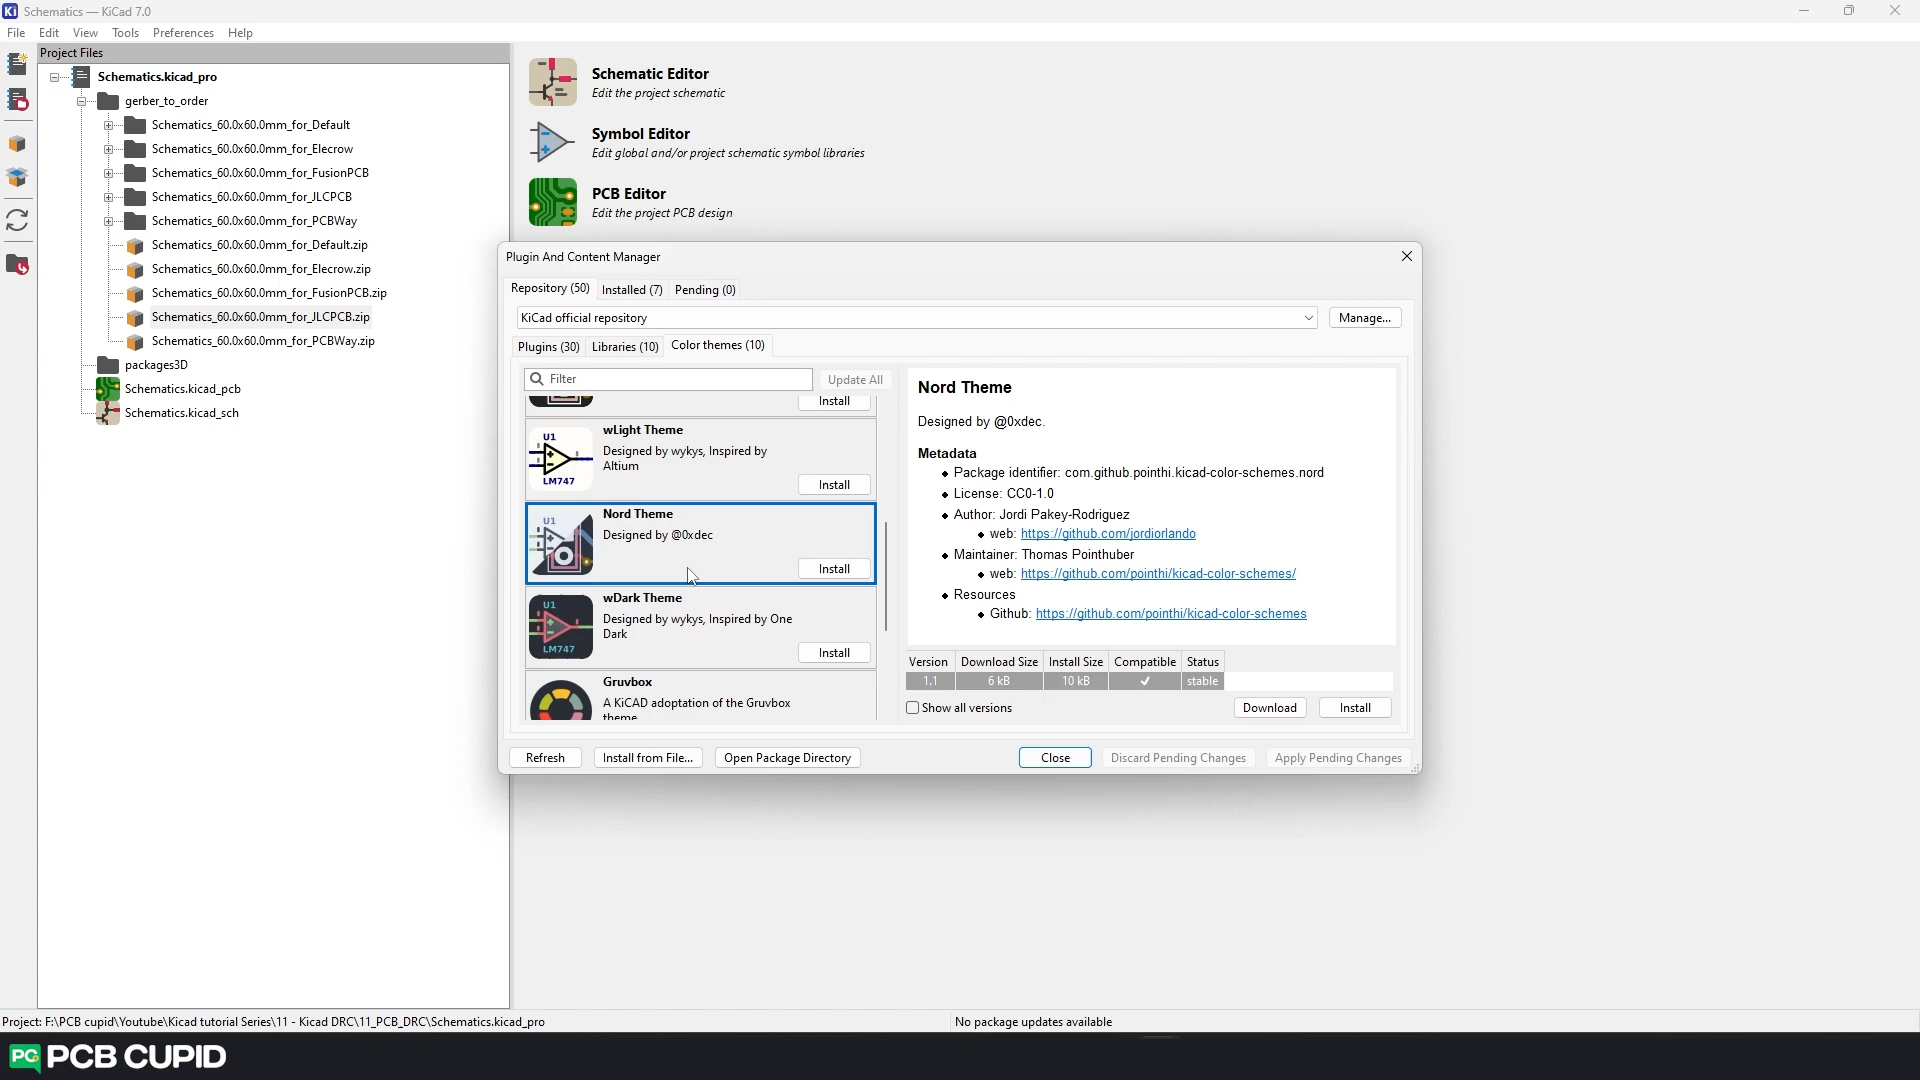 Schematics — KiCad 7.0
File Edit View Tools Preferences Help
Project Files
Schematics.kicad_pro
gerber_to_order
Schematics_60.0x60.0mm_for_Default
Schematics_60.0x60.0mm_for_Elecrow
Schematics_60.0x60.0mm_for_FusionPCB
Schematics_60.0x60.0mm_for_JLCPCB
Schematics_60.0x60.0mm_for_PCBWay
Schematics_60.0x60.0mm_for_Default.zip
Schematics_60.0x60.0mm_for_Elecrow.zip
Schematics_60.0x60.0mm_for_FusionPCB.zip
Schematics_60.0x60.0mm_for_JLCPCB.zip
Schematics_60.0x60.0mm_for_PCBWay.zip
packages3D
Schematics.kicad_pcb
Schematics.kicad_sch
Schematic Editor
Edit the project schematic
Symbol Editor
Edit global and/or project schematic symbol libraries
PCB Editor
Edit the project PCB design
Plugin And Content Manager
Repository (50) Installed (7) Pending (0)
KiCad official repository Manage...
Plugins (30) Libraries (10) Color themes (10)
Filter Update All
Install
U1
LM747
wLight Theme
Designed by wykys, Inspired by
Altium
Install
U1
Nord Theme
Designed by @0xdec
Install
U1
LM747
wDark Theme
Designed by wykys, Inspired by One
Dark
Install
Gruvbox
A KiCAD adoptation of the Gruvbox
theme
Nord Theme
Designed by @0xdec.
Metadata
Package identifier: com.github.pointhi.kicad-color-schemes.nord
License: CC0-1.0
Author: Jordi Pakey-Rodriguez
web: https://github.com/jordiorlando
Maintainer: Thomas Pointhuber
web: https://github.com/pointhi/kicad-color-schemes/
Resources
Github: https://github.com/pointhi/kicad-color-schemes
Version Download Size Install Size Compatible Status
1.1 6 kB 10 kB ✓ stable
Show all versions Download Install
Refresh Install from File... Open Package Directory Close Discard Pending Changes Apply Pending Changes
Project: F:\PCB cupid\Youtube\Kicad tutorial Series\11 - Kicad DRC\11_PCB_DRC\Schematics.kicad_pro
No package updates available
PCB CUPID